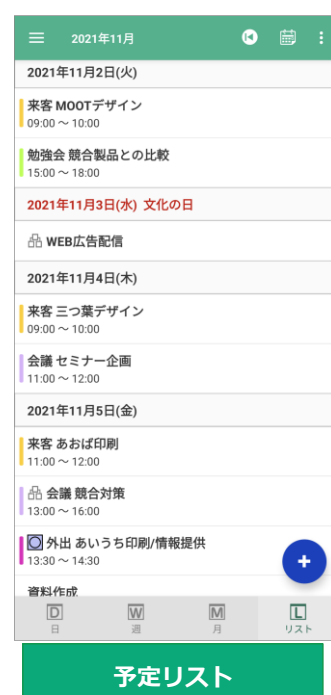 2021年11月
2021年11月2日(火)
来客 MOOTデザイン
09:00 ～ 10:00
勉強会 競合製品との比較
15:00 ～ 18:00
2021年11月3日(水) 文化の日
WEB広告配信
2021年11月4日(木)
来客 三つ葉デザイン
09:00 ～ 10:00
会議 セミナー企画
11:00 ～ 12:00
2021年11月5日(金)
来客 あおば印刷
11:00 ～ 12:00
会議 競合対策
13:00 ～ 16:00
外出 あいうち印刷/情報提供
13:30 ～ 14:30
資料作成
D W M L
日 週 月 リスト
予定リスト